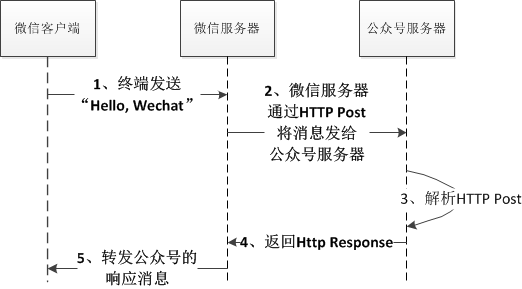 微信客户端
微信服务器
公众号服务器
1、终端发送
“Hello, Wechat”
2、微信服务器
通过HTTP Post
将消息发给
公众号服务器
3、解析HTTP Post
4、返回Http Response
5、转发公众号的
响应消息